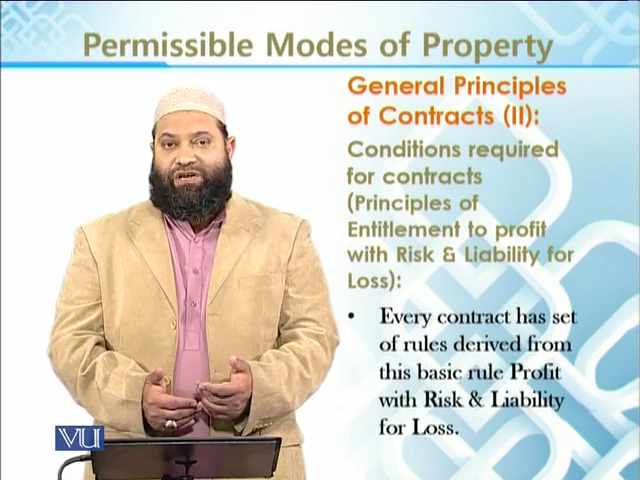 Permissible Modes of Property
General Principles
of Contracts (II):
Conditions required
for contracts
(Principles of
Entitlement to profit
with Risk & Liability for
Loss):
• Every contract has set
of rules derived from
this basic rule Profit
with Risk & Liability
for Loss.
VU